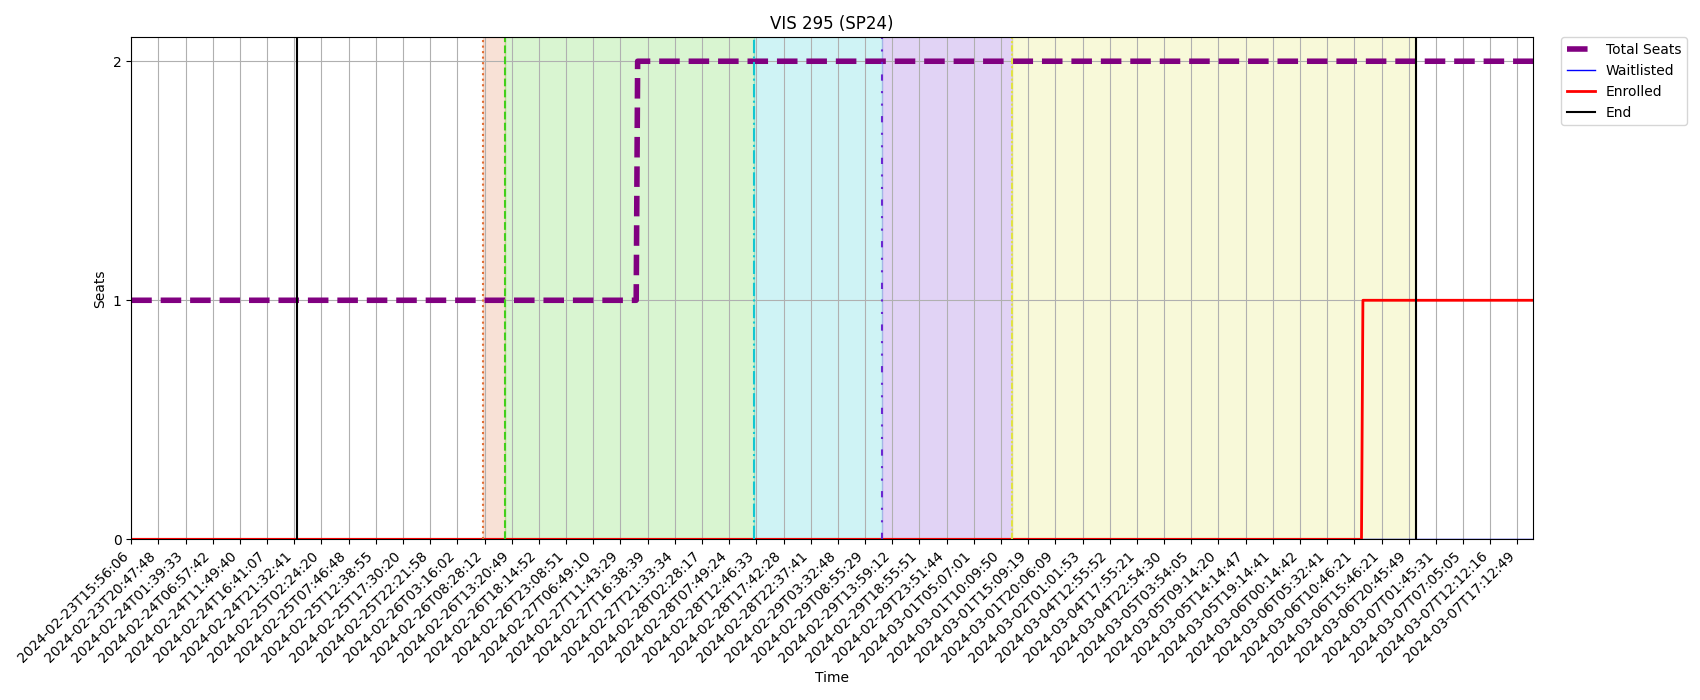 VIS 295 (SP24)
Total Seats
Waitlisted
Enrolled
End
Seats
2
1
0
2024-02-23T15:56:06
2024-02-23T20:47:48
2024-02-24T01:39:33
2024-02-24T06:57:42
2024-02-24T11:49:40
2024-02-24T16:41:07
2024-02-24T21:32:41
2024-02-25T02:24:20
2024-02-25T07:46:48
2024-02-25T12:38:55
2024-02-25T17:30:20
2024-02-25T22:21:58
2024-02-26T03:16:02
2024-02-26T08:28:12
2024-02-26T13:20:49
2024-02-26T18:14:52
2024-02-26T23:08:51
2024-02-27T06:49:10
2024-02-27T11:43:29
2024-02-27T16:38:39
2024-02-27T21:33:34
2024-02-28T02:28:17
2024-02-28T07:49:24
2024-02-28T12:46:33
2024-02-28T17:42:28
2024-02-28T22:37:41
2024-02-29T03:32:48
2024-02-29T08:55:29
2024-02-29T13:59:12
2024-02-29T18:55:51
2024-02-29T23:51:44
2024-03-01T05:07:01
2024-03-01T10:09:50
2024-03-01T15:09:19
2024-03-01T20:06:09
2024-03-02T01:01:53
2024-03-04T12:55:52
2024-03-04T17:55:21
2024-03-04T22:54:30
2024-03-05T03:54:05
2024-03-05T09:14:20
2024-03-05T14:14:47
2024-03-05T19:14:41
2024-03-06T00:14:42
2024-03-06T05:32:41
2024-03-06T10:46:21
2024-03-06T15:46:21
2024-03-06T20:45:49
2024-03-07T01:45:31
2024-03-07T07:05:05
2024-03-07T12:12:16
2024-03-07T17:12:49
Time